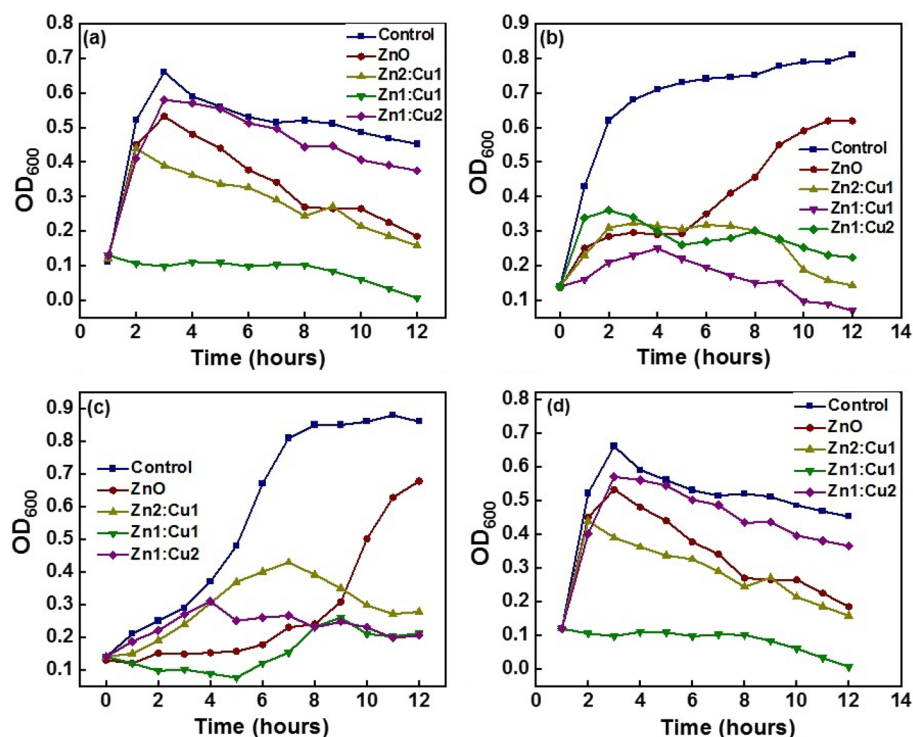 (a)
Control
ZnO
Zn2:Cu1
Zn1:Cu1
Zn1:Cu2
OD600
0.8
0.7
0.6
0.5
0.4
0.3
0.2
0.1
0.0
0 2 4 6 8 10 12 14
Time (hours)
(b)
Control
ZnO
Zn2:Cu1
Zn1:Cu1
Zn1:Cu2
OD600
0.9
0.8
0.7
0.6
0.5
0.4
0.3
0.2
0.1
0 2 4 6 8 10 12 14
Time (hours)
(c)
Control
ZnO
Zn2:Cu1
Zn1:Cu1
Zn1:Cu2
OD600
0.9
0.8
0.7
0.6
0.5
0.4
0.3
0.2
0.1
0 2 4 6 8 10 12
Time (hours)
(d)
Control
ZnO
Zn2:Cu1
Zn1:Cu1
Zn1:Cu2
OD600
0.8
0.7
0.6
0.5
0.4
0.3
0.2
0.1
0.0
0 2 4 6 8 10 12 14
Time (hours)